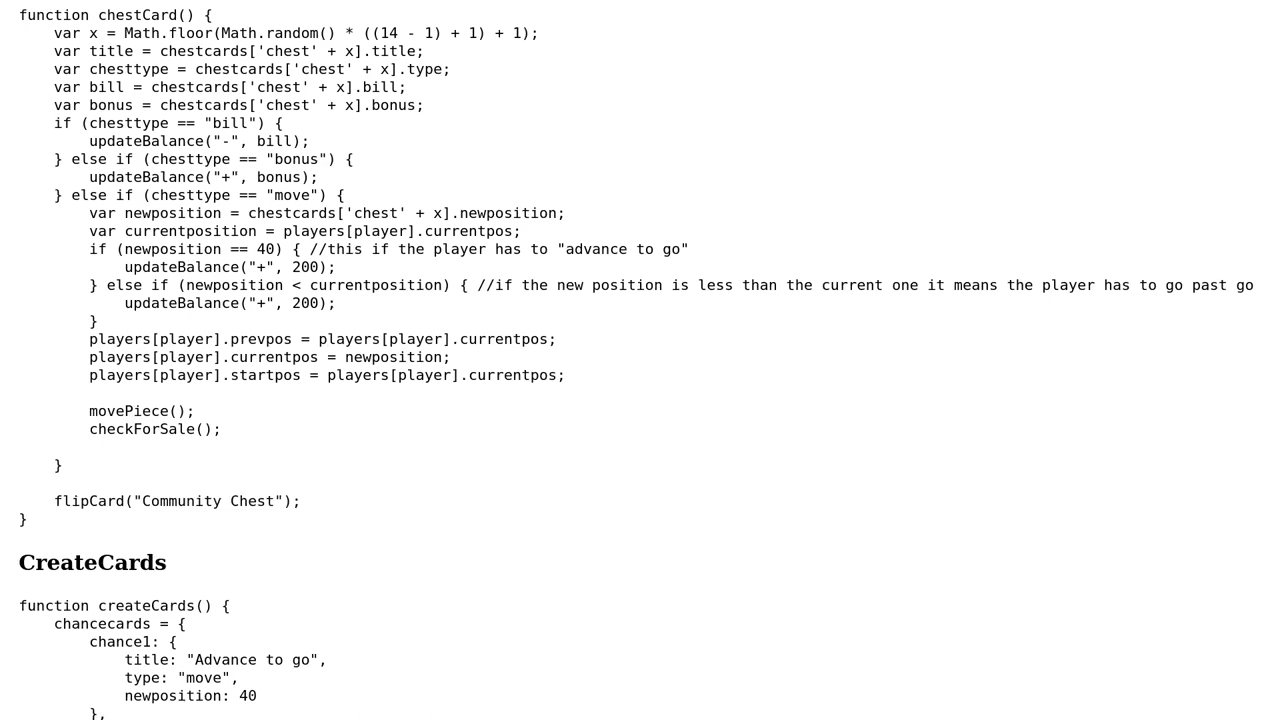 function chestCard() {
    var x = Math.floor(Math.random() * ((14 - 1) + 1) + 1);
    var title = chestcards['chest' + x].title;
    var chesttype = chestcards['chest' + x].type;
    var bill = chestcards['chest' + x].bill;
    var bonus = chestcards['chest' + x].bonus;
    if (chesttype == "bill") {
        updateBalance("-", bill);
    } else if (chesttype == "bonus") {
        updateBalance("+", bonus);
    } else if (chesttype == "move") {
        var newposition = chestcards['chest' + x].newposition;
        var currentposition = players[player].currentpos;
        if (newposition == 40) { //this if the player has to "advance to go"
            updateBalance("+", 200);
        } else if (newposition < currentposition) { //if the new position is less than the current one it means the player has to go past go
            updateBalance("+", 200);
        }
        players[player].prevpos = players[player].currentpos;
        players[player].currentpos = newposition;
        players[player].startpos = players[player].currentpos;

        movePiece();
        checkForSale();

    }

    flipCard("Community Chest");
}
CreateCards
function createCards() {
    chancecards = {
        chance1: {
            title: "Advance to go",
            type: "move",
            newposition: 40
        },